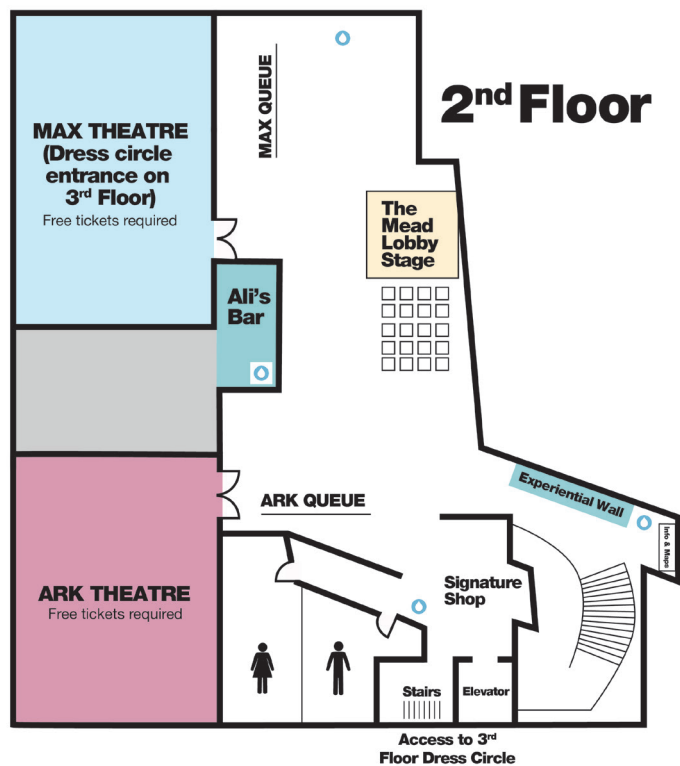 2nd Floor
MAX THEATRE
(Dress circle
entrance on
3rd Floor)
Free tickets required
MAX QUEUE
The
Mead
Lobby
Stage
Ali's
Bar
Experiential Wall
Info & Maps
ARK QUEUE
ARK THEATRE
Free tickets required
Signature
Shop
Stairs
Elevator
Access to 3rd
Floor Dress Circle